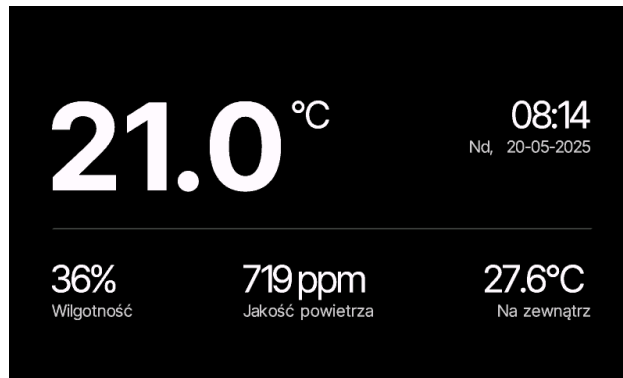 21.0 °C
08:14
Nd, 20-05-2025
36%
Wilgotność
719 ppm
Jakość powietrza
27.6°C
Na zewnątrz